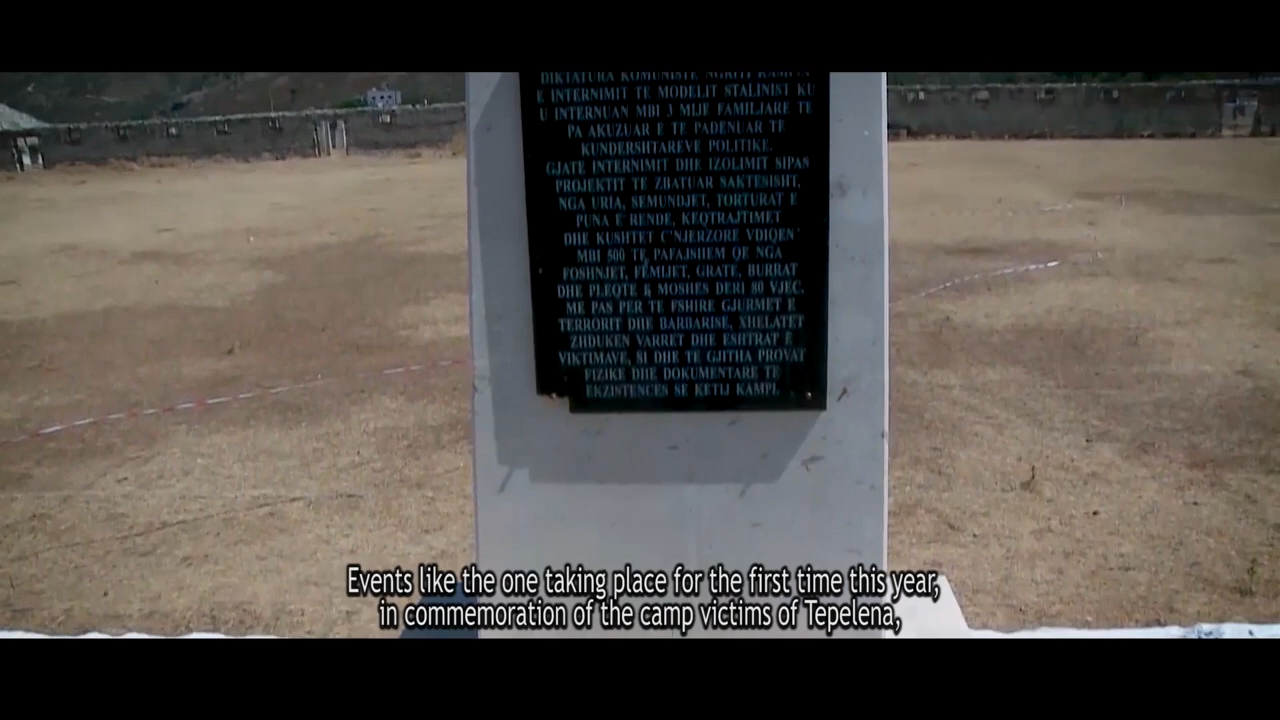 DIKTATURA KOMUNISTE NGRITI KAMPIN
E INTERNIMIT TE MODELIT STALINIST KU
U INTERNUAN MBI 3 MIJE FAMILJARE TE
PA AKUZUAR E TE PADENUAR TE
KUNDERSHTAREVE POLITIKE.
GJATE INTERNIMIT DHE IZOLIMIT SIPAS
PROJEKTIT TE ZBATUAR SAKTESISHT,
NGA URIA, SEMUNDJET, TORTURAT E
PUNA E RENDE, KEQTRAJTIMET
DHE KUSHTET C'NJERZORE VDIQEN
MBI 500 TE PAFAJSHEM QE NGA
FOSHNJET, FEMIJET, GRATE, BURRAT
DHE PLEQTE E MOSHES DERI 80 VJEC.
ME PAS PER TE FSHIRE GJURMET E
TERRORIT DHE BARBARISE, XHELATET
ZHDUKEN VARRET DHE ESHTRAT E
VIKTIMAVE, SI DHE TE GJITHA PROVAT
FIZIKE DHE DOKUMENTARE TE
EKZISTENCES SE KETIJ KAMPI.
Events like the one taking place for the first time this year,
in commemoration of the camp victims of Tepelena,